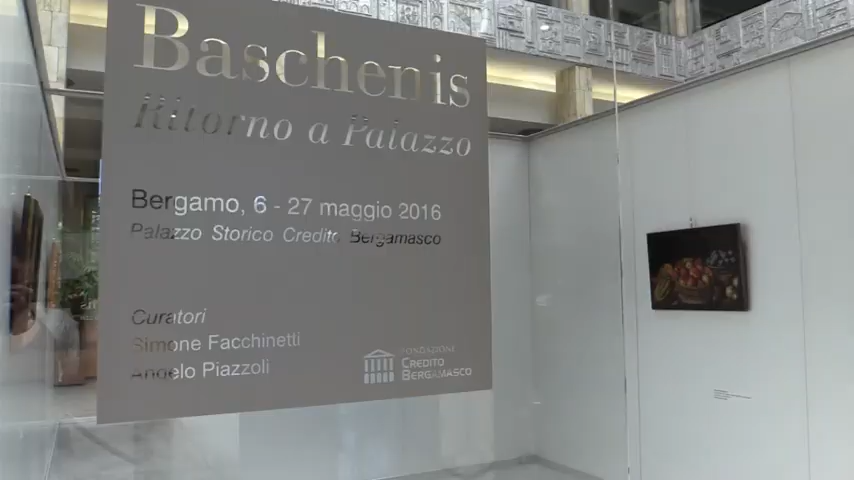 Baschenis
Ritorno a Palazzo
Bergamo, 6 - 27 maggio 2016
Palazzo Storico Credito Bergamasco
Curatori
Simone Facchinetti
Angelo Piazzoli
FONDAZIONE
CREDITO
BERGAMASCO